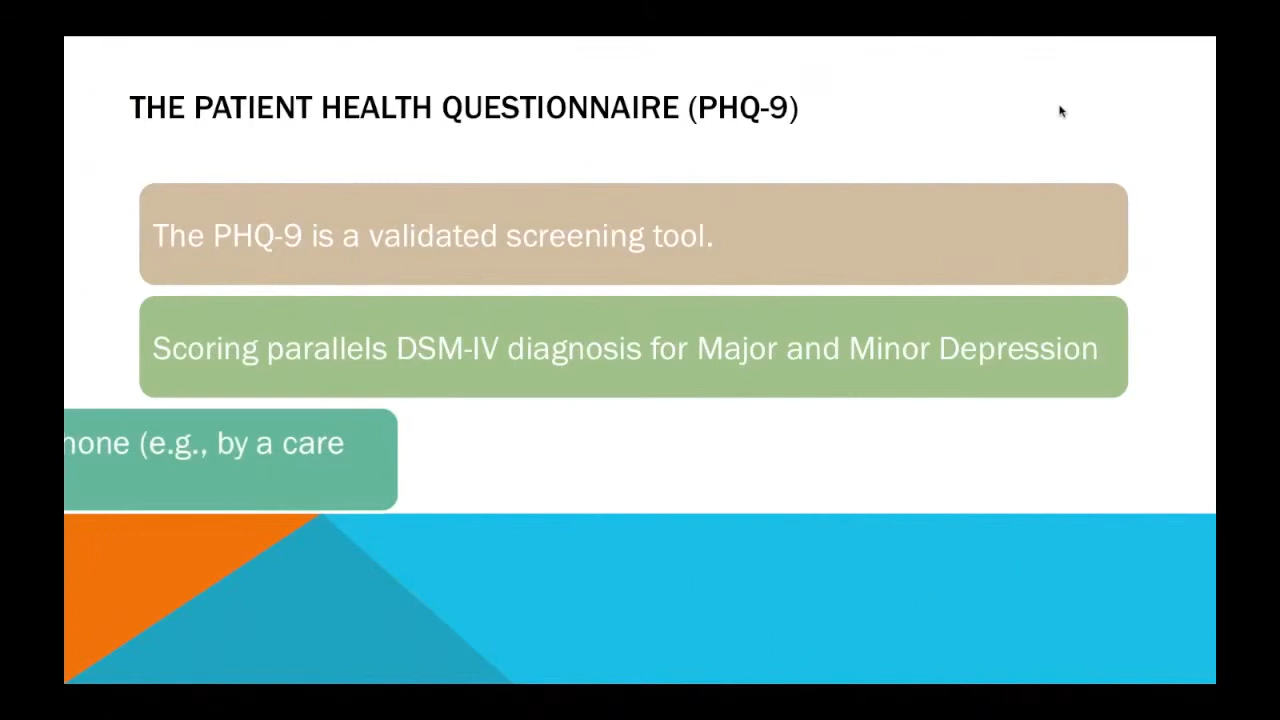 THE PATIENT HEALTH QUESTIONNAIRE (PHQ-9)
The PHQ-9 is a validated screening tool.
Scoring parallels DSM-IV diagnosis for Major and Minor Depression
(e.g., by a care